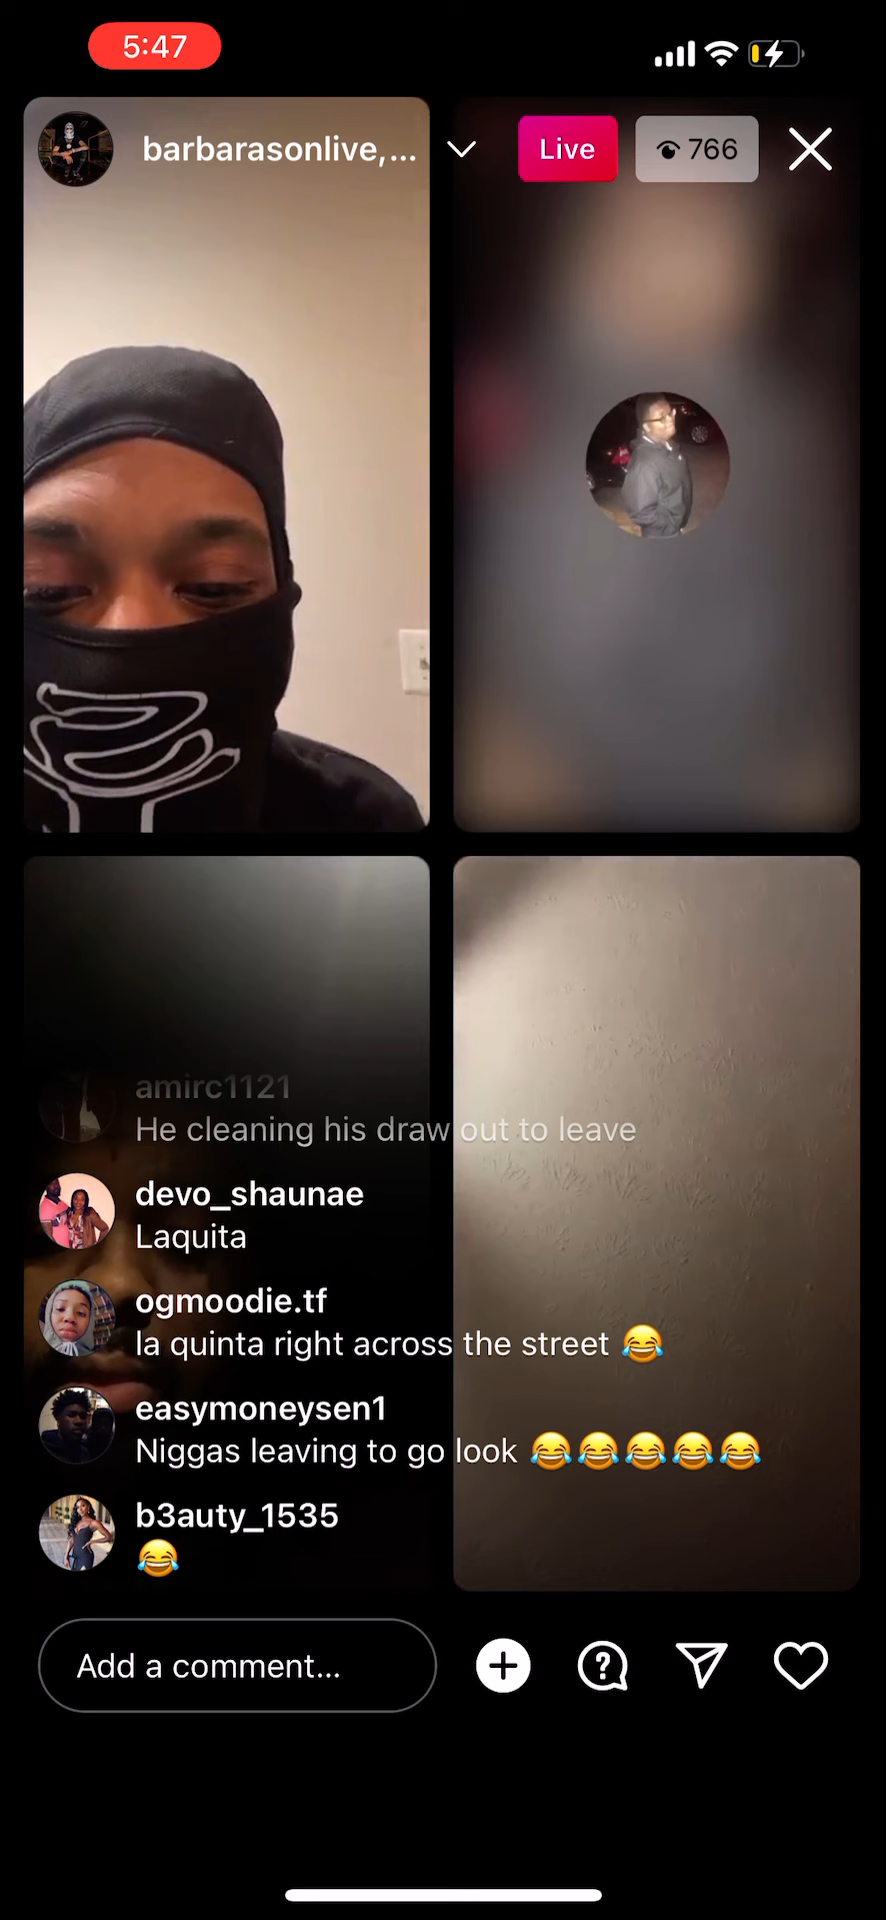 5:47
barbarasonlive,...
Live
766
amirc1121
He cleaning his draw out to leave
devo_shaunae
Laquita
ogmoodie.tf
la quinta right across the street 😂
easymoneysen1
Niggas leaving to go look 😂😂😂😂😂
b3auty_1535
😂
Add a comment...